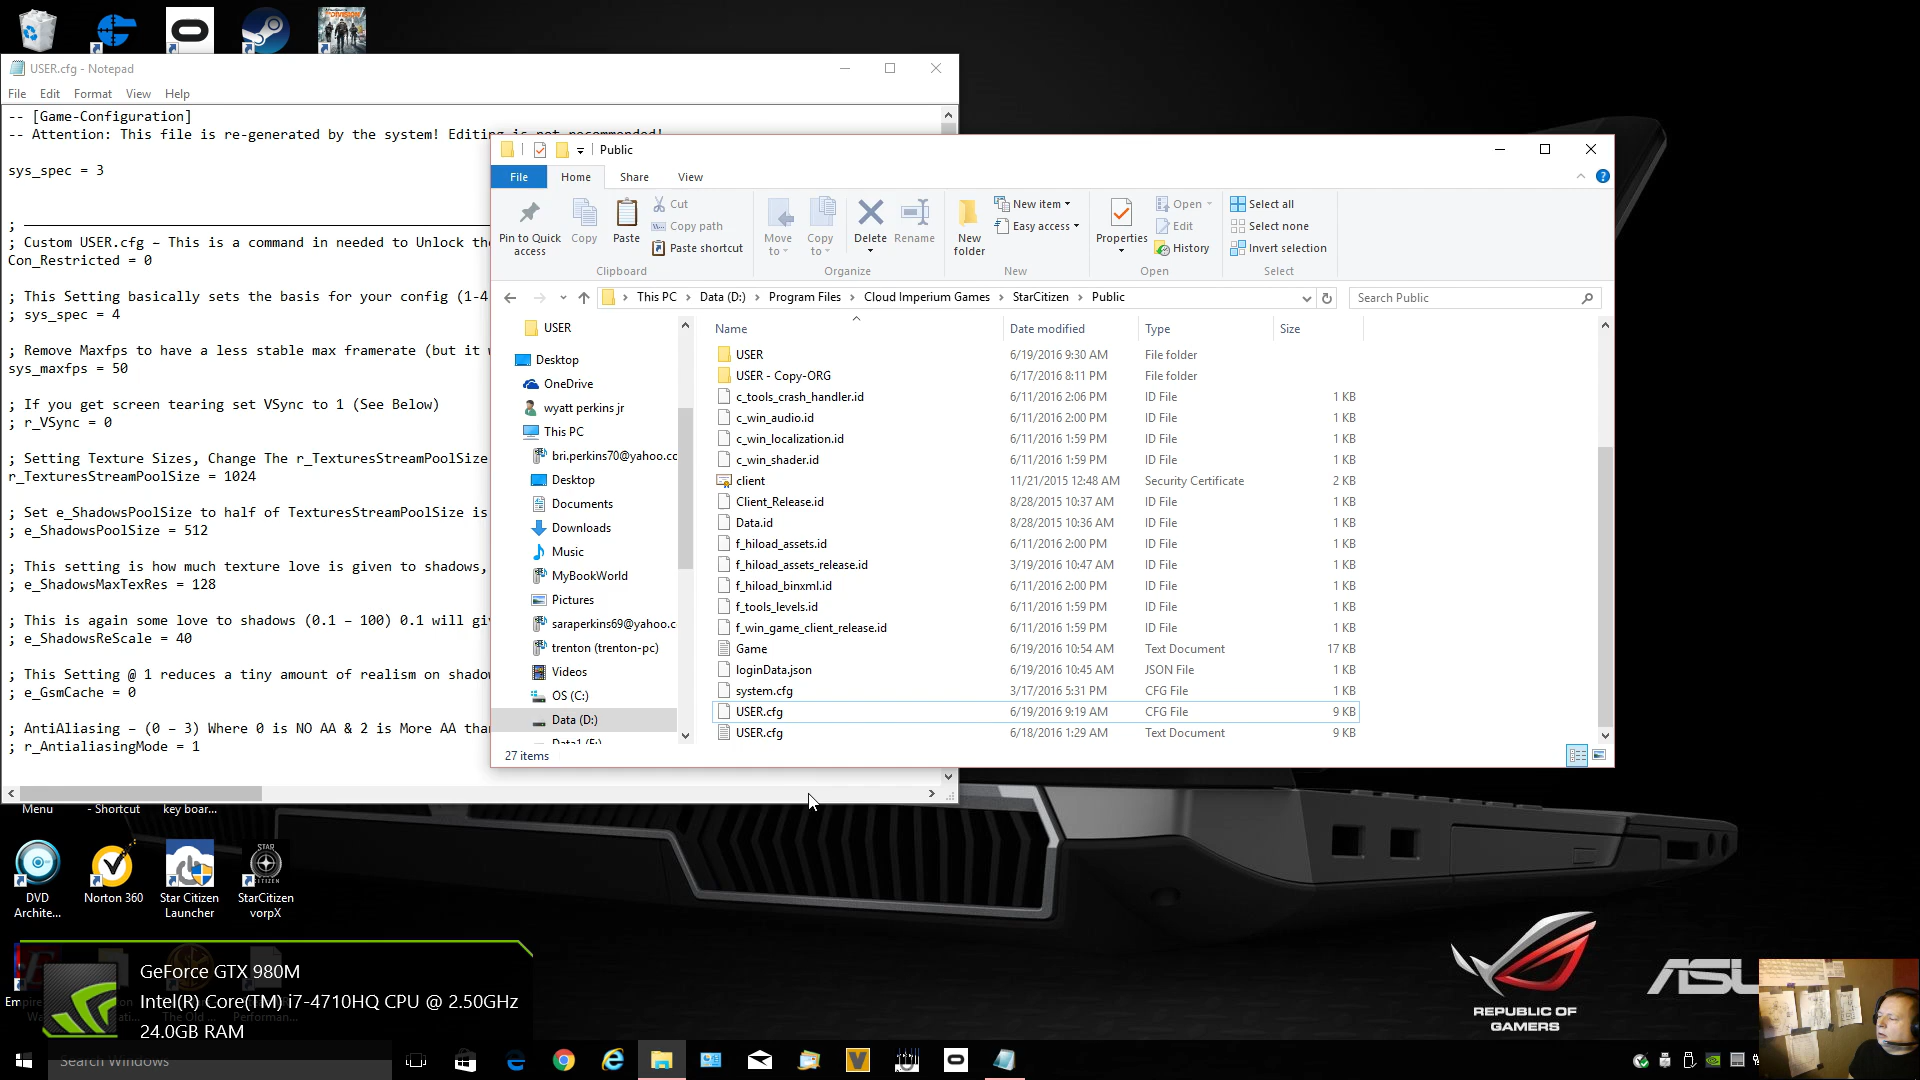 USER.cfg - Notepad
File Edit Format View Help
-- [Game-Configuration]
-- Attention: This file is re-generated by the system! Editing is not recommended!
sys_spec = 3
; Custom USER.cfg – This is a command in needed to Unlock the
Con_Restricted = 0
; This Setting basically sets the basis for your config (1-4
; sys_spec = 4
; Remove Maxfps to have a less stable max framerate (but it
sys_maxfps = 50
; If you get screen tearing set VSync to 1 (See Below)
; r_VSync = 0
; Setting Texture Sizes, Change The r_TexturesStreamPoolSize
r_TexturesStreamPoolSize = 1024
; Set e_ShadowsPoolSize to half of TexturesStreamPoolSize is
; e_ShadowsPoolSize = 512
; This setting is how much texture love is given to shadows,
; e_ShadowsMaxTexRes = 128
; This is again some love to shadows (0.1 – 100) 0.1 will gi
; e_ShadowsReScale = 40
; This Setting @ 1 reduces a tiny amount of realism on shado
; e_GsmCache = 0
; AntiAliasing – (0 – 3) Where 0 is NO AA & 2 is More AA tha
; r_AntialiasingMode = 1
Public
File Home Share View
Pin to Quick access
Copy
Paste
Cut
Copy path
Paste shortcut
Clipboard
Move to
Copy to
Delete
Rename
Organize
New folder
New item
Easy access
New
Properties
Open
Edit
History
Open
Select all
Select none
Invert selection
Select
This PC > Data (D:) > Program Files > Cloud Imperium Games > StarCitizen > Public
Search Public
USER
Desktop
OneDrive
wyatt perkins jr
This PC
bri.perkins70@yahoo.cc
Desktop
Documents
Downloads
Music
MyBookWorld
Pictures
saraperkins69@yahoo.c
trenton (trenton-pc)
Videos
OS (C:)
Data (D:)
Name Date modified Type Size
USER 6/19/2016 9:30 AM File folder
USER - Copy-ORG 6/17/2016 8:11 PM File folder
c_tools_crash_handler.id 6/11/2016 2:06 PM ID File 1 KB
c_win_audio.id 6/11/2016 2:00 PM ID File 1 KB
c_win_localization.id 6/11/2016 1:59 PM ID File 1 KB
c_win_shader.id 6/11/2016 1:59 PM ID File 1 KB
client 11/21/2015 12:48 AM Security Certificate 2 KB
Client_Release.id 8/28/2015 10:37 AM ID File 1 KB
Data.id 8/28/2015 10:36 AM ID File 1 KB
f_hiload_assets.id 6/11/2016 2:00 PM ID File 1 KB
f_hiload_assets_release.id 3/19/2016 10:47 AM ID File 1 KB
f_hiload_binxml.id 6/11/2016 2:00 PM ID File 1 KB
f_tools_levels.id 6/11/2016 1:59 PM ID File 1 KB
f_win_game_client_release.id 6/11/2016 1:59 PM ID File 1 KB
Game 6/19/2016 10:54 AM Text Document 17 KB
loginData.json 6/19/2016 10:45 AM JSON File 1 KB
system.cfg 3/17/2016 5:31 PM CFG File 1 KB
USER.cfg 6/19/2016 9:19 AM CFG File 9 KB
USER.cfg 6/18/2016 1:29 AM Text Document 9 KB
27 items
Menu
- Shortcut
key boar...
DVD Archite...
Norton 360
Star Citizen Launcher
StarCitizen vorpX
GeForce GTX 980M
Intel(R) Core(TM) i7-4710HQ CPU @ 2.50GHz
24.0GB RAM
REPUBLIC OF
GAMERS
Search Windows